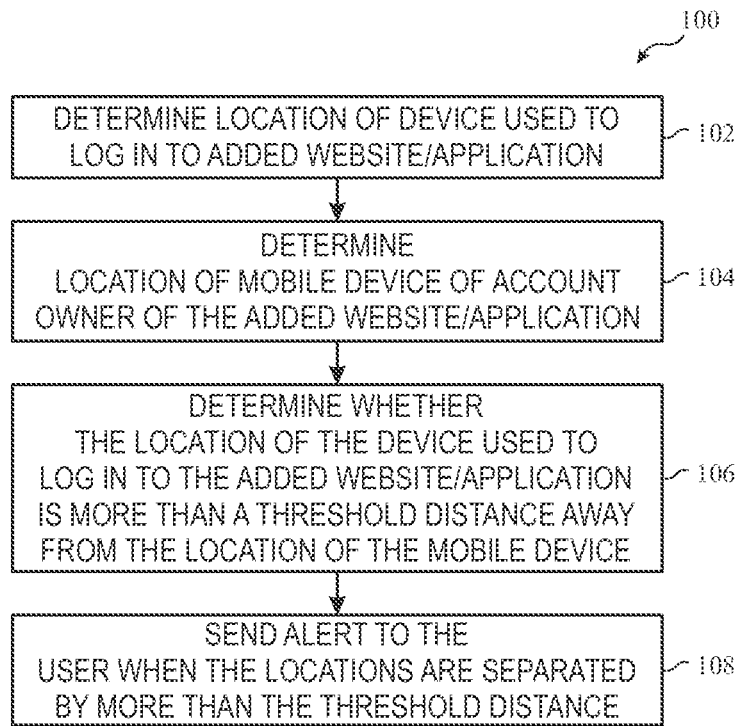 100
DETERMINE LOCATION OF DEVICE USED TO
LOG IN TO ADDED WEBSITE/APPLICATION
102
DETERMINE
LOCATION OF MOBILE DEVICE OF ACCOUNT
OWNER OF THE ADDED WEBSITE/APPLICATION
104
DETERMINE WHETHER
THE LOCATION OF THE DEVICE USED TO
LOG IN TO THE ADDED WEBSITE/APPLICATION
IS MORE THAN A THRESHOLD DISTANCE AWAY
FROM THE LOCATION OF THE MOBILE DEVICE
106
SEND ALERT TO THE
USER WHEN THE LOCATIONS ARE SEPARATED
BY MORE THAN THE THRESHOLD DISTANCE
108